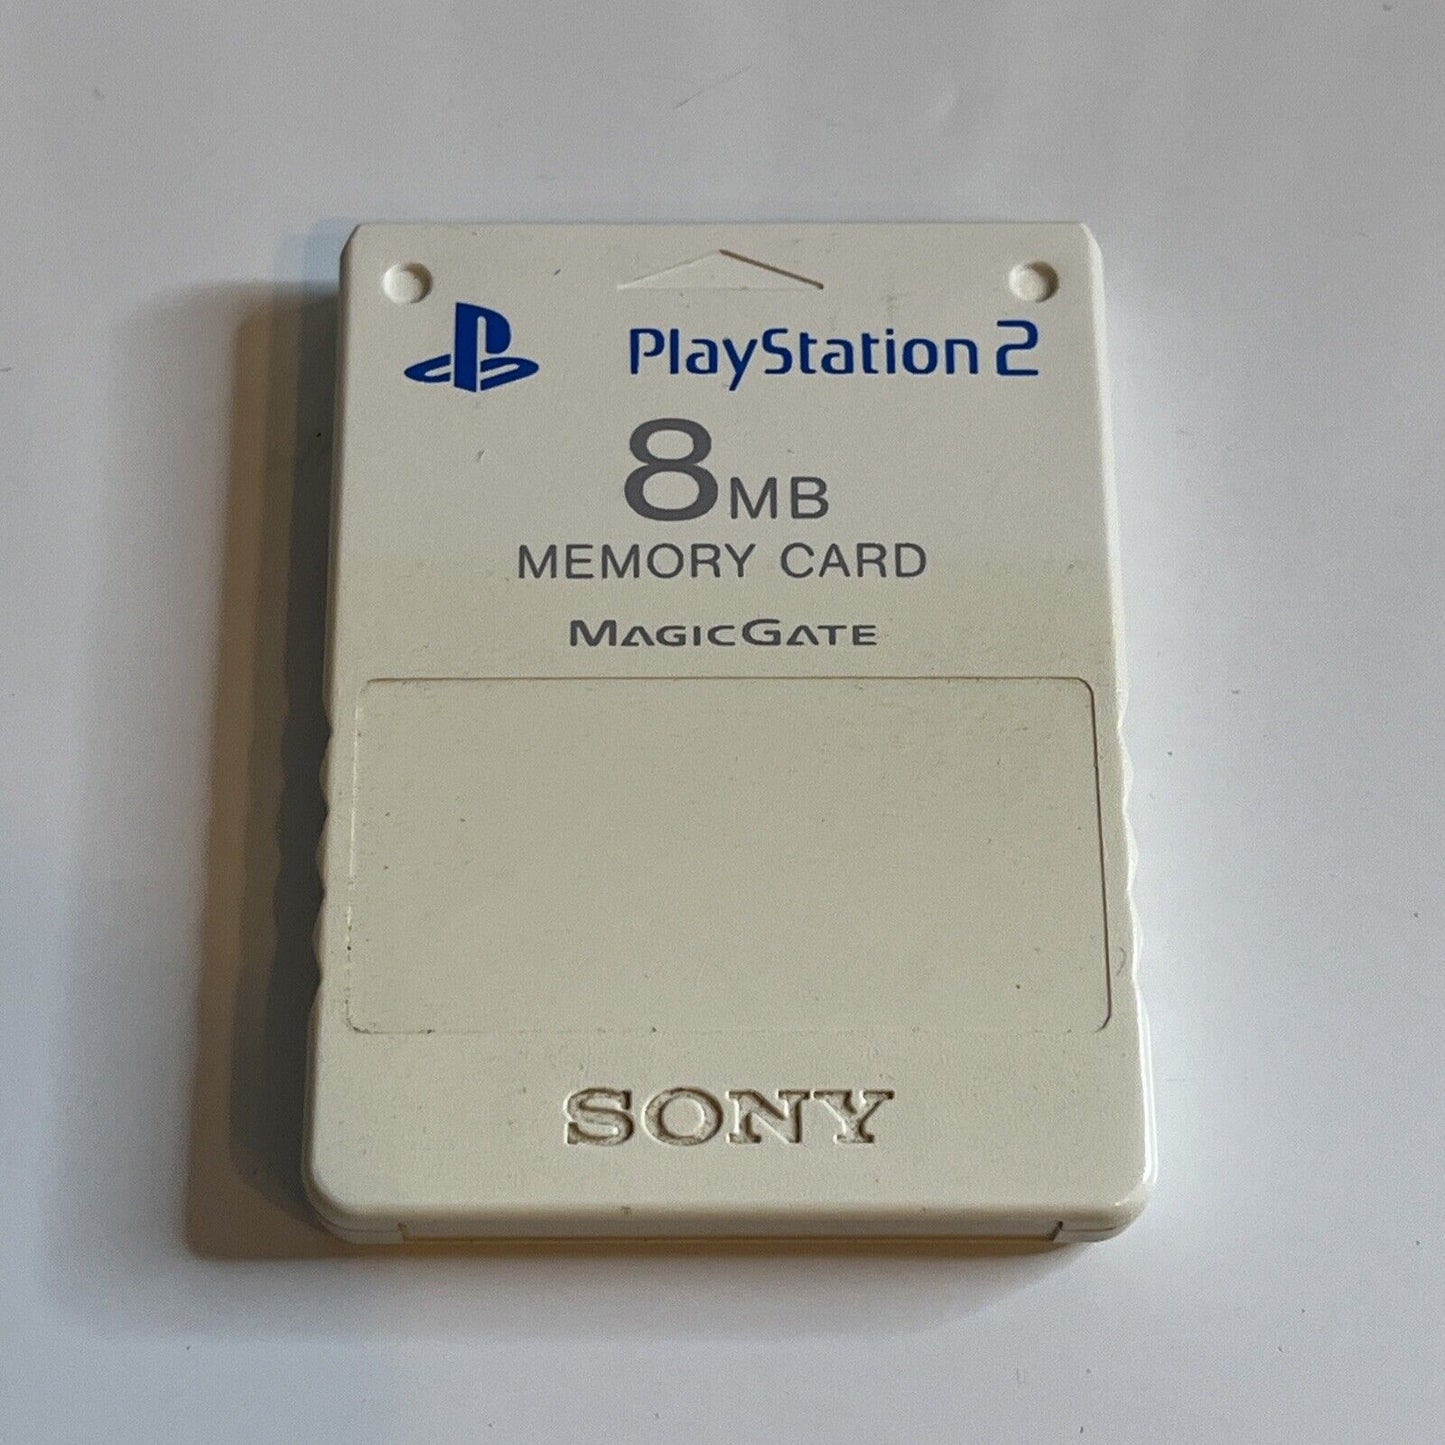 PlayStation 2
8MB
MEMORY CARD
MAGICGATE
SONY